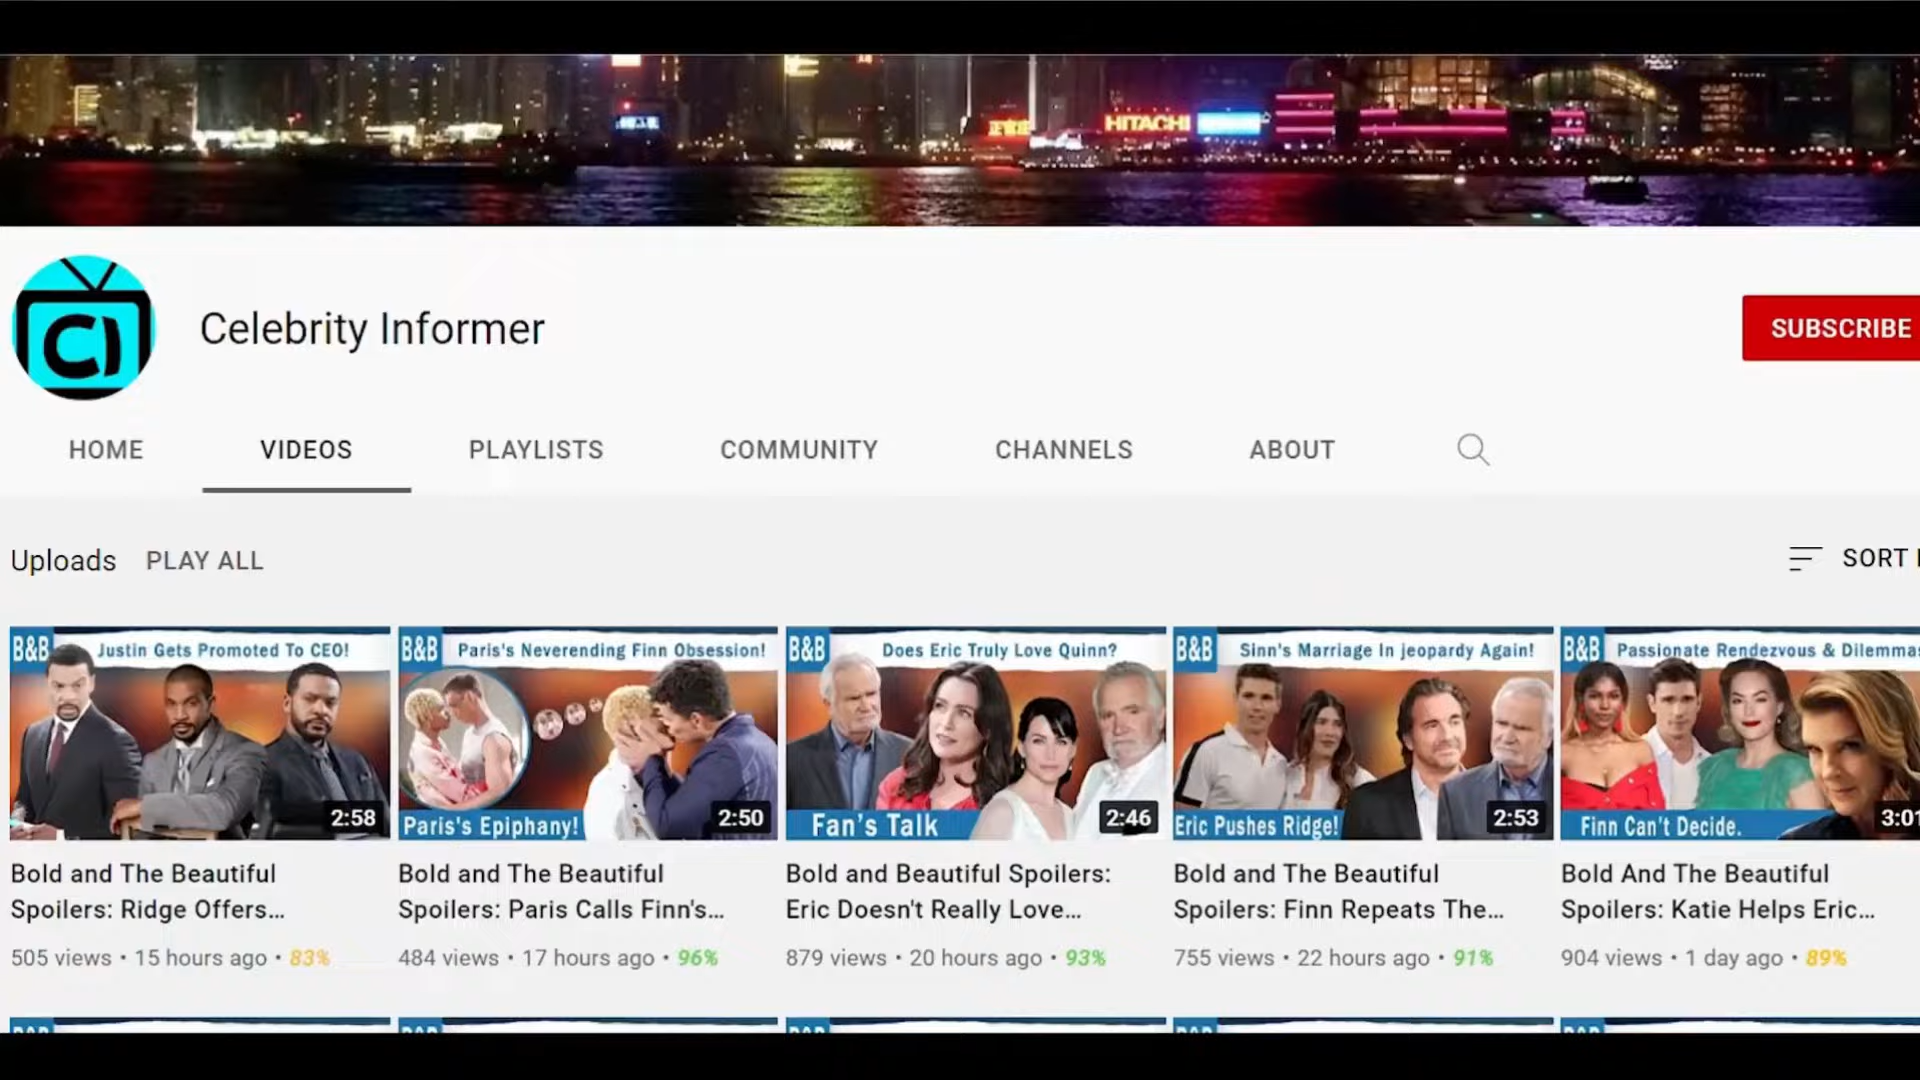 HITACHI
CI
Celebrity Informer
SUBSCRIBE
HOME
VIDEOS
PLAYLISTS
COMMUNITY
CHANNELS
ABOUT
Uploads PLAY ALL
SORT
B&B Justin Gets Promoted To CEO!
2:58
B&B Paris's Neverending Finn Obsession!
Paris's Epiphany!
2:50
B&B Does Eric Truly Love Quinn?
Fan's Talk
2:46
B&B Sinn's Marriage In jeopardy Again!
Eric Pushes Ridge!
2:53
B&B Passionate Rendezvous & Dilemmas
Finn Can't Decide.
3:01
Bold and The Beautiful
Spoilers: Ridge Offers...
505 views • 15 hours ago • 83%
Bold and The Beautiful
Spoilers: Paris Calls Finn's...
484 views • 17 hours ago • 96%
Bold and Beautiful Spoilers:
Eric Doesn't Really Love...
879 views • 20 hours ago • 93%
Bold and The Beautiful
Spoilers: Finn Repeats The...
755 views • 22 hours ago • 91%
Bold And The Beautiful
Spoilers: Katie Helps Eric...
904 views • 1 day ago • 89%
B&B
B&B
B&B
B&B
B&B